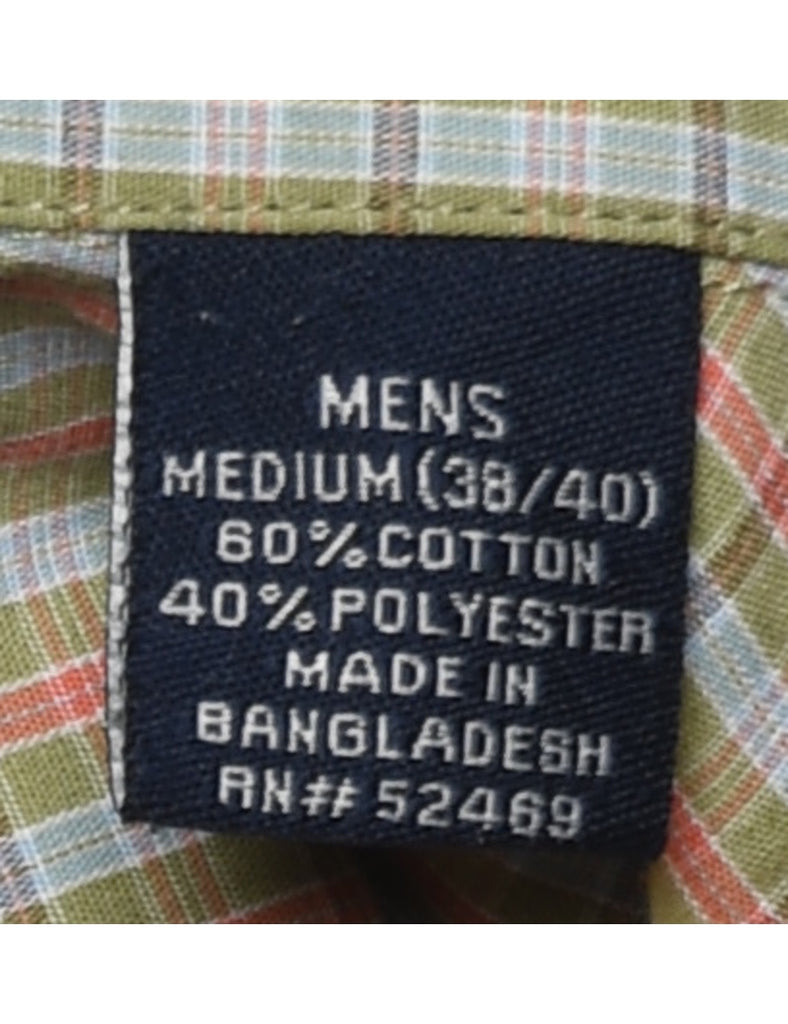 MENS
MEDIUM (38/40)
60% COTTON
40% POLYESTER
MADE IN
BANGLADESH
RN# 52469